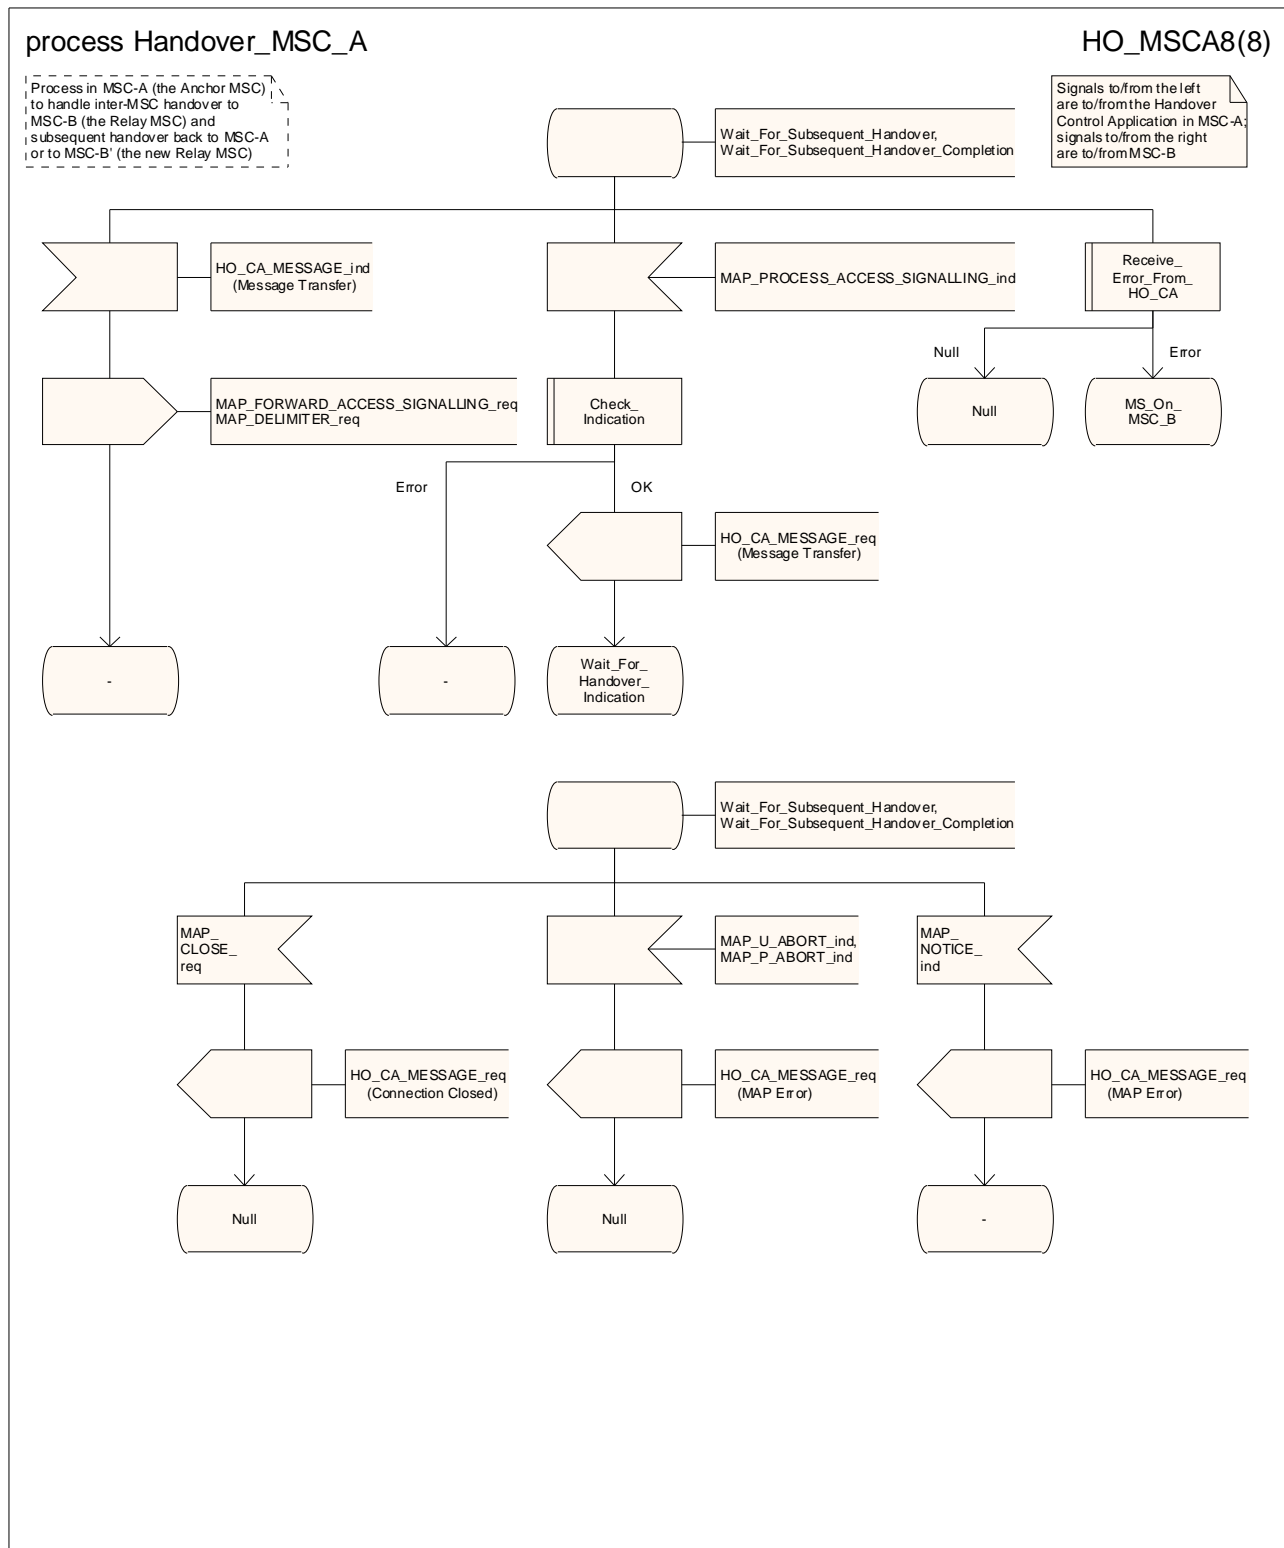 process Handover_MSC_A
HO_MSCA8(8)
Process in MSC-A (the Anchor MSC)
to handle inter-MSC handover to
MSC-B (the Relay MSC) and
subsequent handover back to MSC-A
or to MSC-B' (the new Relay MSC)
Signals to/from the left
are to/from the Handover
Control Application in MSC-A;
signals to/from the right
are to/from MSC-B
Wait_For_Subsequent_Handover,
Wait_For_Subsequent_Handover_Completion
HO_CA_MESSAGE_ind
(Message Transfer)
MAP_PROCESS_ACCESS_SIGNALLING_ind
Receive_
Error_From_
HO_CA
Null
Error
MAP_FORWARD_ACCESS_SIGNALLING_req
MAP_DELIMITER_req
Check_
Indication
Null
MS_On_
MSC_B
Error
OK
HO_CA_MESSAGE_req
(Message Transfer)
-
-
Wait_For_
Handover_
Indication
Wait_For_Subsequent_Handover,
Wait_For_Subsequent_Handover_Completion
MAP_
CLOSE_
req
MAP_U_ABORT_ind,
MAP_P_ABORT_ind
MAP_
NOTICE_
ind
HO_CA_MESSAGE_req
(Connection Closed)
HO_CA_MESSAGE_req
(MAP Error)
HO_CA_MESSAGE_req
(MAP Error)
Null
Null
-